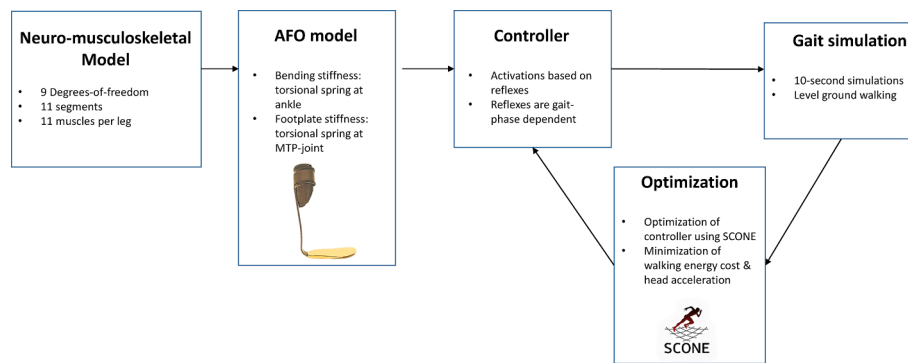 Neuro-musculoskeletal
Model
• 9 Degrees-of-freedom
• 11 segments
• 11 muscles per leg
AFO model
• Bending stiffness:
torsional spring at
ankle
• Footplate stiffness:
torsional spring at
MTP-joint
Controller
• Activations based on
reflexes
• Reflexes are gait-
phase dependent
Gait simulation
• 10-second simulations
• Level ground walking
Optimization
• Optimization of
controller using SCONE
• Minimization of
walking energy cost &
head acceleration
SCONE